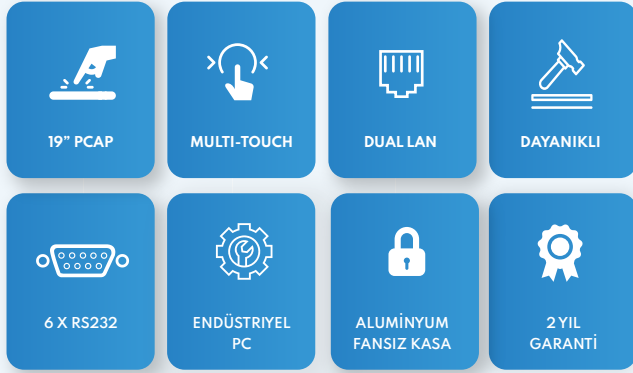 19” PCAP
MULTI-TOUCH
DUAL LAN
DAYANIKLI
6 X RS232
ENDÜSTRIYEL
PC
ALUMİNYUM
FANSIZ KASA
2 YIL
GARANTİ